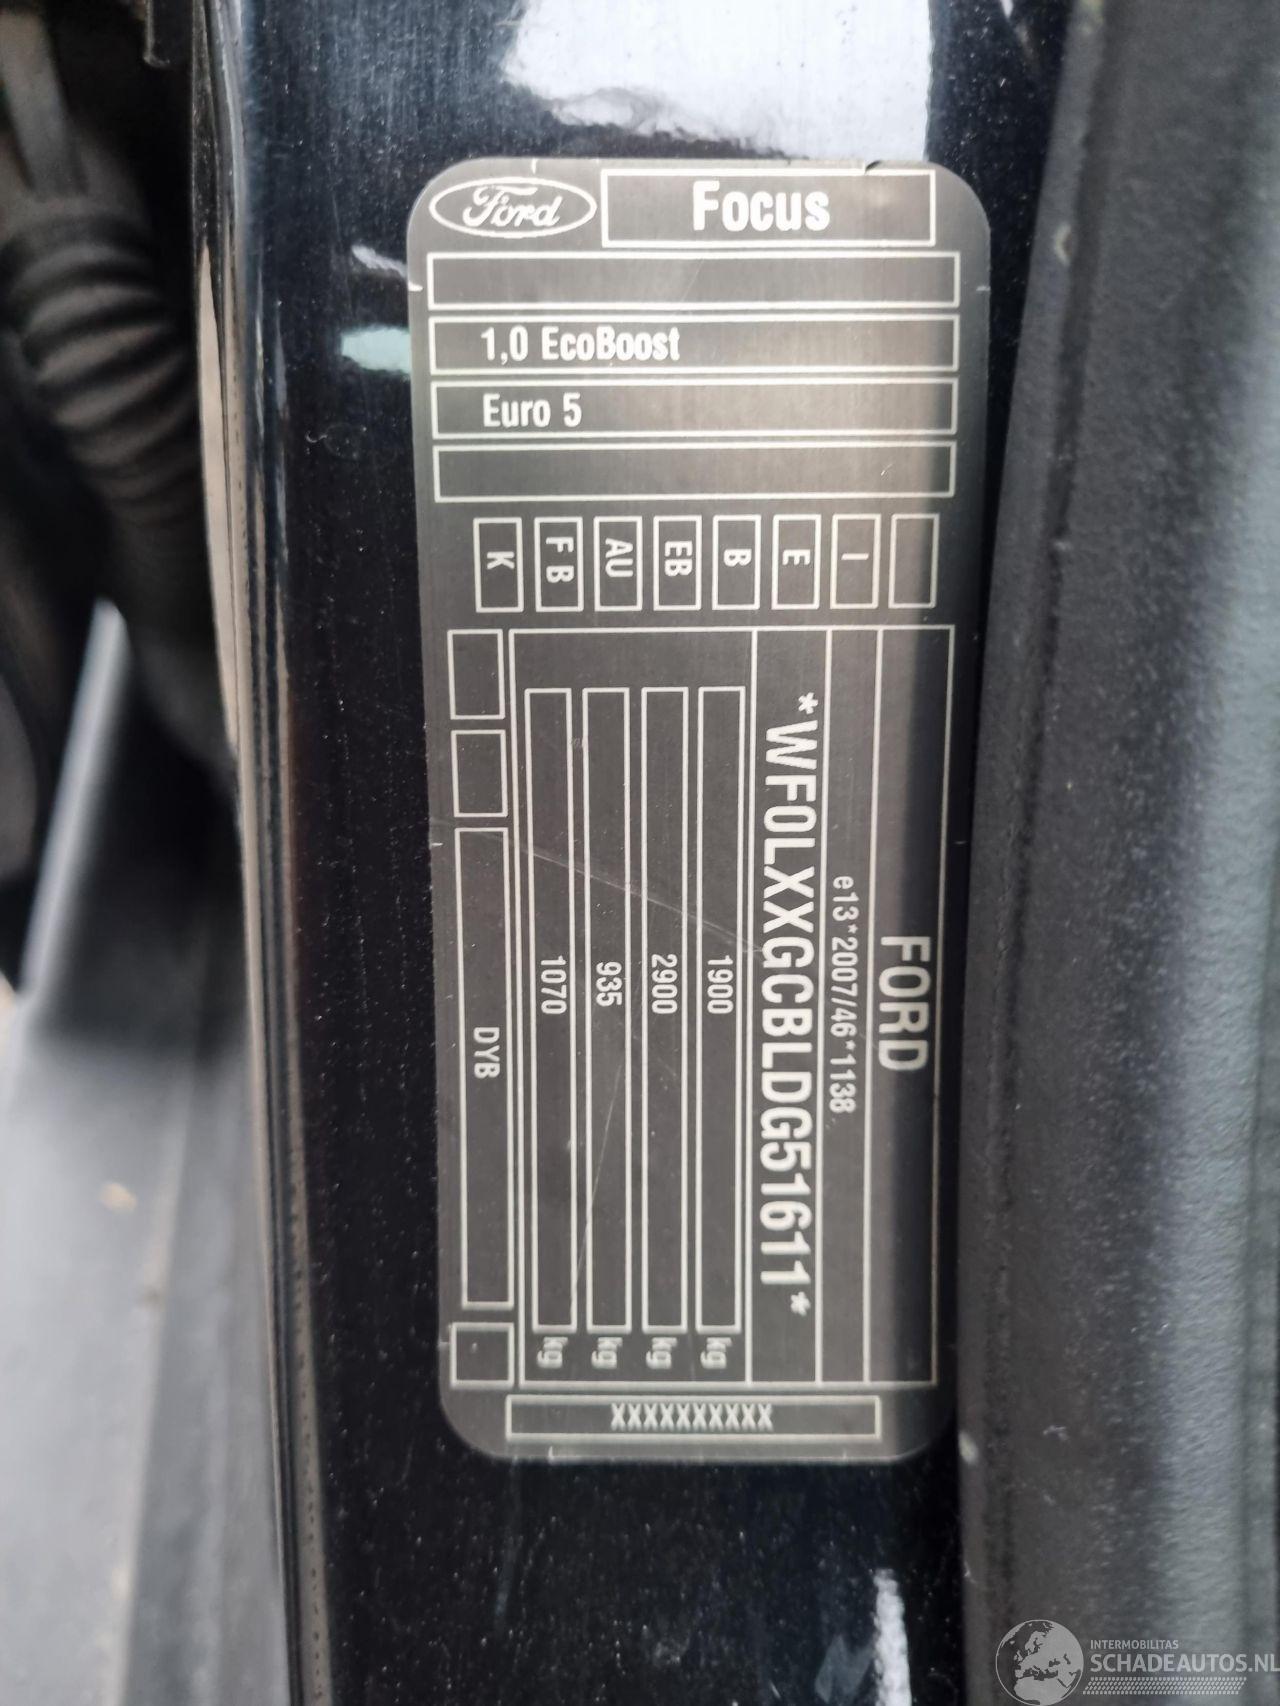 Ford
Focus
1,0 EcoBoost
Euro 5
K
F B
AU
EB
B
E
I
FORD
e13*2007/46*1138
*WF0LXXGCBLDG51611*
1900 kg
2900 kg
935 kg
1070 kg
DYB
XXXXXXXXXX
INTERMOBILITAS
SCHADEAUTOS.NL